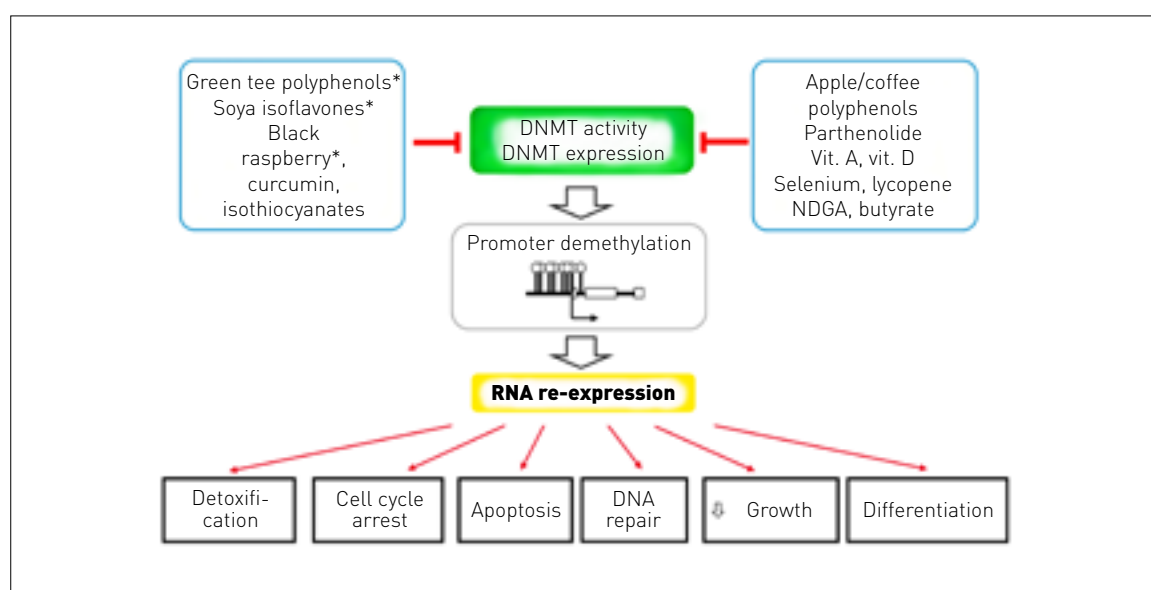 Green tee polyphenols*
Soya isoflavones*
Black
raspberry*,
curcumin,
isothiocyanates
DNMT activity
DNMT expression
Apple/coffee
polyphenols
Parthenolide
Vit. A, vit. D
Selenium, lycopene
NDGA, butyrate
Promoter demethylation
RNA re-expression
Detoxifi-
cation
Cell cycle
arrest
Apoptosis
DNA
repair
Growth
Differentiation